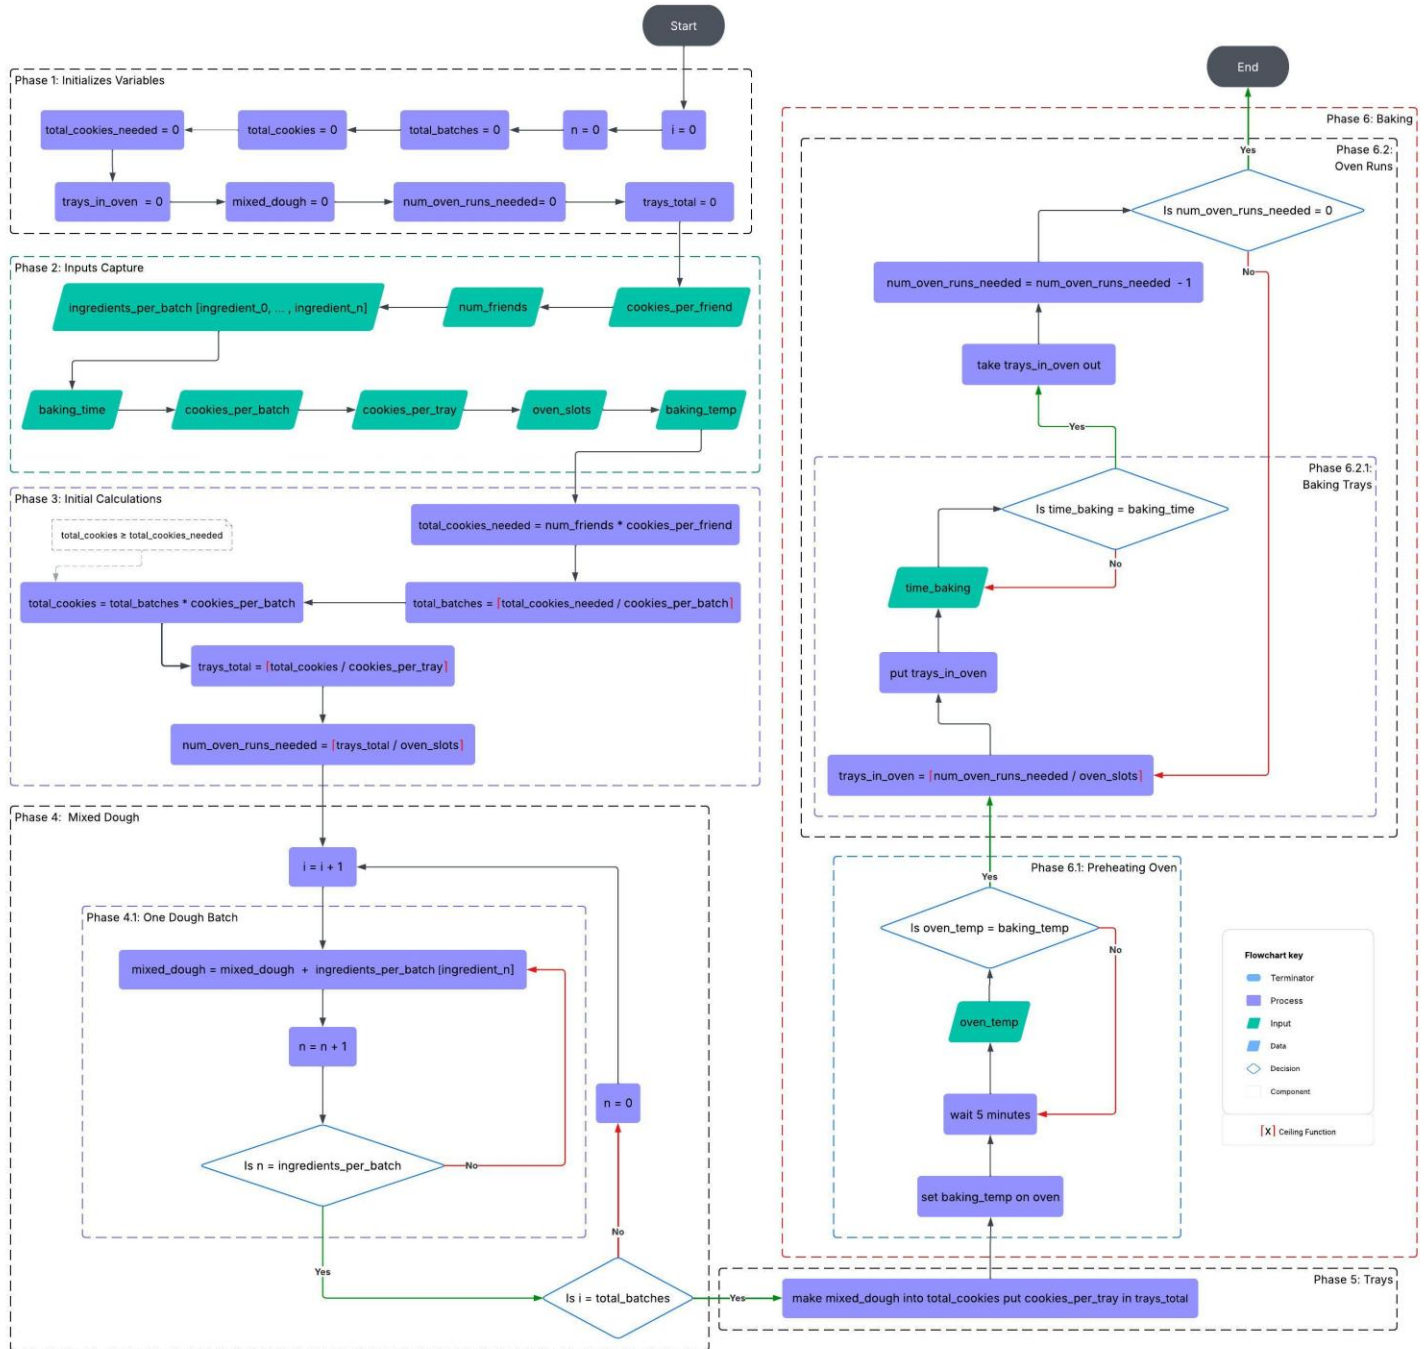 Start
Phase 1: Initializes Variables
i = 0
n = 0
total_batches = 0
total_cookies = 0
total_cookies_needed = 0
trays_in_oven = 0
mixed_dough = 0
num_oven_runs_needed= 0
trays_total = 0
Phase 2: Inputs Capture
cookies_per_friend
num_friends
ingredients_per_batch [ingredient_0, ... , ingredient_n]
baking_time
cookies_per_batch
cookies_per_tray
oven_slots
baking_temp
Phase 3: Initial Calculations
total_cookies ≥ total_cookies_needed
total_cookies_needed = num_friends * cookies_per_friend
total_batches = ⌈total_cookies_needed / cookies_per_batch⌉
total_cookies = total_batches * cookies_per_batch
trays_total = ⌈total_cookies / cookies_per_tray⌉
num_oven_runs_needed = ⌈trays_total / oven_slots⌉
Phase 4: Mixed Dough
i = i + 1
Phase 4.1: One Dough Batch
mixed_dough = mixed_dough + ingredients_per_batch [ingredient_n]
n = n + 1
Is n = ingredients_per_batch
No
Yes
n = 0
No
Is i = total_batches
Yes
Phase 5: Trays
make mixed_dough into total_cookies put cookies_per_tray in trays_total
Phase 6: Baking
Phase 6.1: Preheating Oven
set baking_temp on oven
wait 5 minutes
oven_temp
Is oven_temp = baking_temp
No
Yes
Phase 6.2:
Oven Runs
Phase 6.2.1:
Baking Trays
trays_in_oven = ⌈num_oven_runs_needed / oven_slots⌉
put trays_in_oven
time_baking
Is time_baking = baking_time
No
Yes
take trays_in_oven out
num_oven_runs_needed = num_oven_runs_needed - 1
Is num_oven_runs_needed = 0
No
Yes
End
Flowchart key
Terminator
Process
Input
Data
Decision
Component
⌈X⌉ Ceiling Function